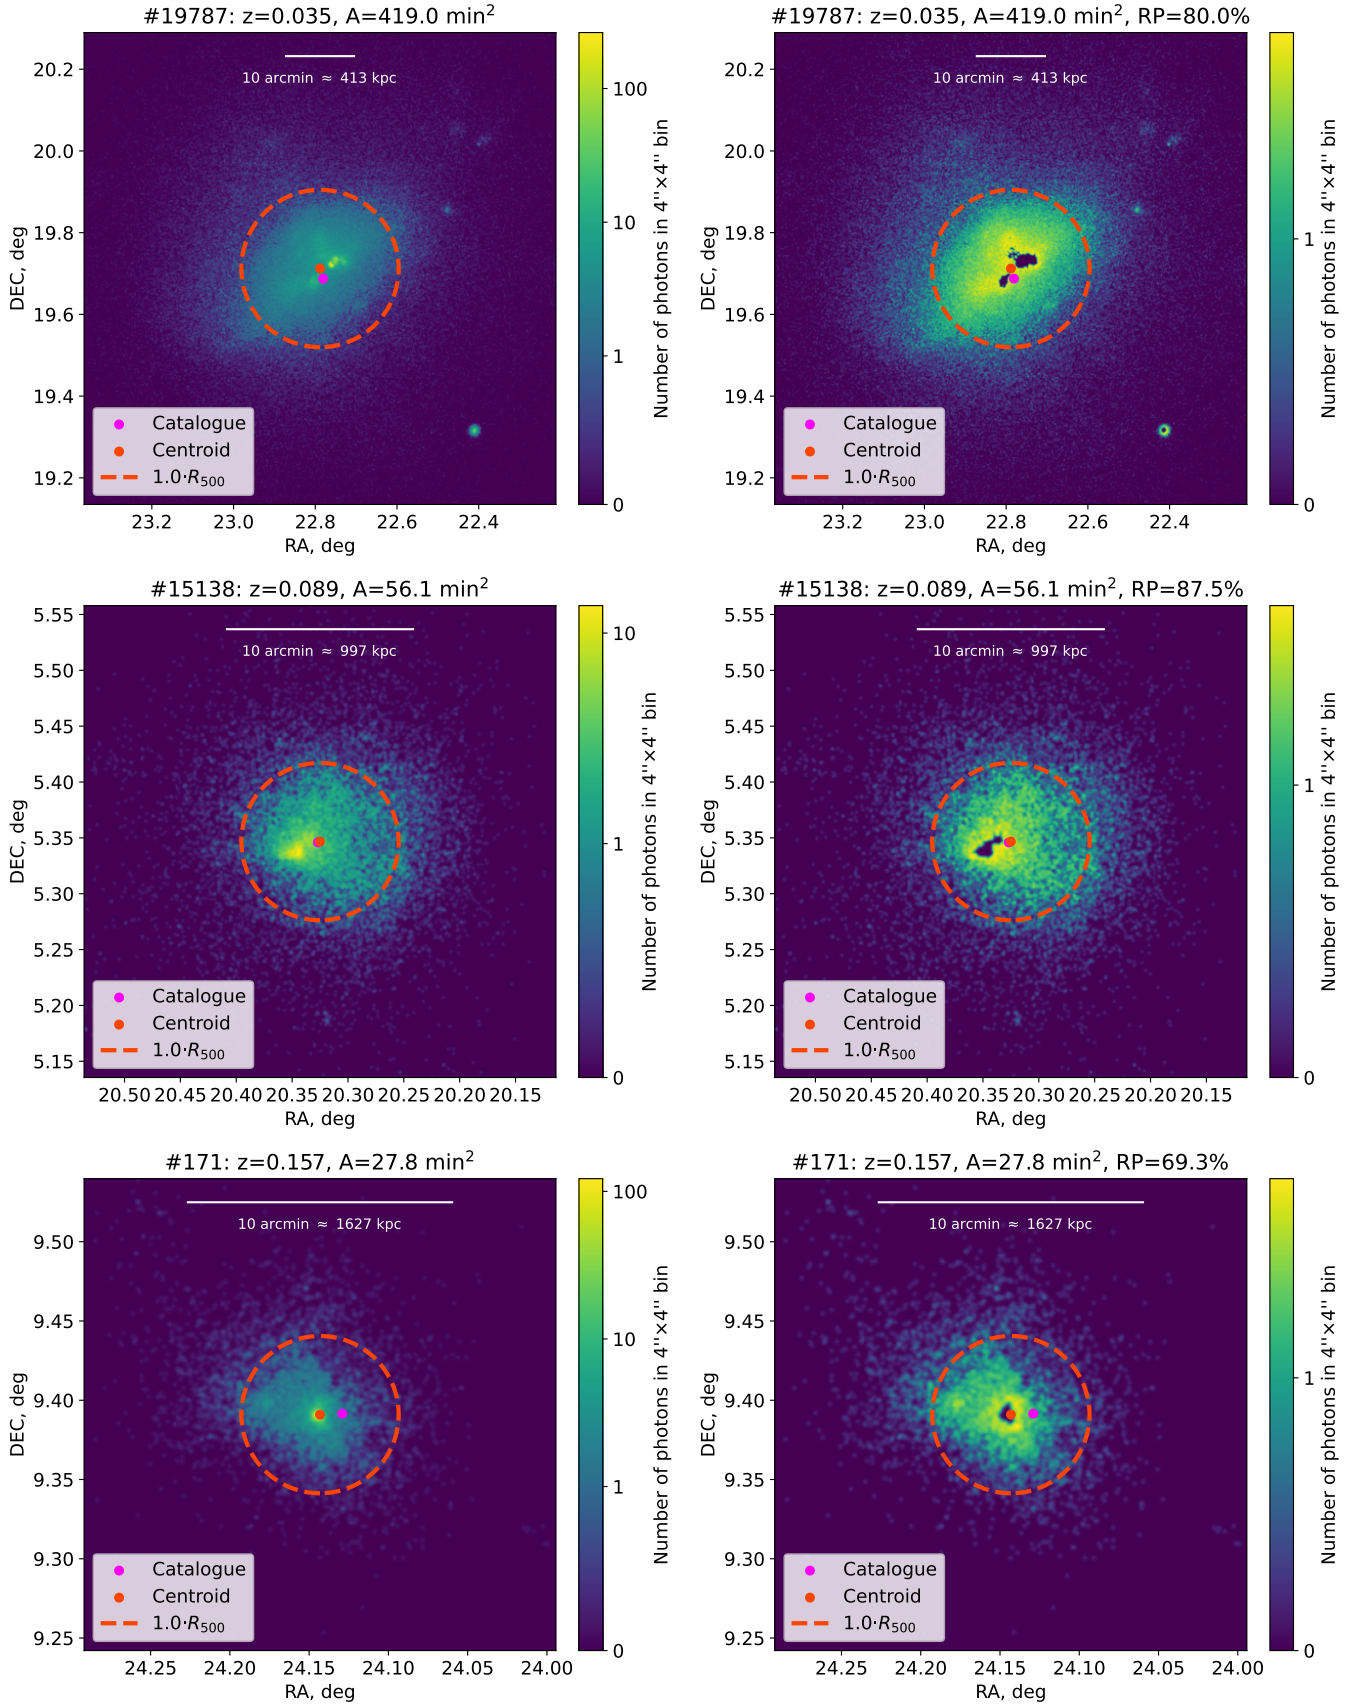 #19787: z=0.035, A=419.0 min²
20.2
20.0
19.8
19.6
19.4
19.2
DEC, deg
10 arcmin ≈ 413 kpc
Catalogue
Centroid
1.0·R₅₀₀
23.2 23.0 22.8 22.6 22.4
RA, deg
100
10
1
0
Number of photons in 4''×4'' bin
#19787: z=0.035, A=419.0 min², RP=80.0%
20.2
20.0
19.8
19.6
19.4
19.2
DEC, deg
10 arcmin ≈ 413 kpc
Catalogue
Centroid
1.0·R₅₀₀
23.2 23.0 22.8 22.6 22.4
RA, deg
1
0
Number of photons in 4''×4'' bin
#15138: z=0.089, A=56.1 min²
5.55
5.50
5.45
5.40
5.35
5.30
5.25
5.20
5.15
DEC, deg
10 arcmin ≈ 997 kpc
Catalogue
Centroid
1.0·R₅₀₀
20.50 20.45 20.40 20.35 20.30 20.25 20.20 20.15
RA, deg
10
1
0
Number of photons in 4''×4'' bin
#15138: z=0.089, A=56.1 min², RP=87.5%
5.55
5.50
5.45
5.40
5.35
5.30
5.25
5.20
5.15
DEC, deg
10 arcmin ≈ 997 kpc
Catalogue
Centroid
1.0·R₅₀₀
20.50 20.45 20.40 20.35 20.30 20.25 20.20 20.15
RA, deg
1
0
Number of photons in 4''×4'' bin
#171: z=0.157, A=27.8 min²
9.50
9.45
9.40
9.35
9.30
9.25
DEC, deg
10 arcmin ≈ 1627 kpc
Catalogue
Centroid
1.0·R₅₀₀
24.25 24.20 24.15 24.10 24.05 24.00
RA, deg
100
10
1
0
Number of photons in 4''×4'' bin
#171: z=0.157, A=27.8 min², RP=69.3%
9.50
9.45
9.40
9.35
9.30
9.25
DEC, deg
10 arcmin ≈ 1627 kpc
Catalogue
Centroid
1.0·R₅₀₀
24.25 24.20 24.15 24.10 24.05 24.00
RA, deg
1
0
Number of photons in 4''×4'' bin